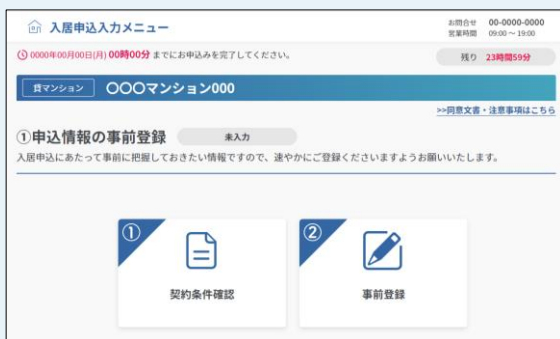 入居申込入力メニュー
お問合せ 00-0000-0000
営業時間 09:00 ~ 19:00
0000年00月00日(月) 00時00分 までにお申込みを完了してください。
残り 23時間59分
貸マンション 〇〇〇マンション000
>>同意文書・注意事項はこちら
①申込情報の事前登録 未入力
入居申込にあたって事前に把握しておきたい情報ですので、速やかにご登録くださいますようお願いいたします。
① ②
契約条件確認 事前登録